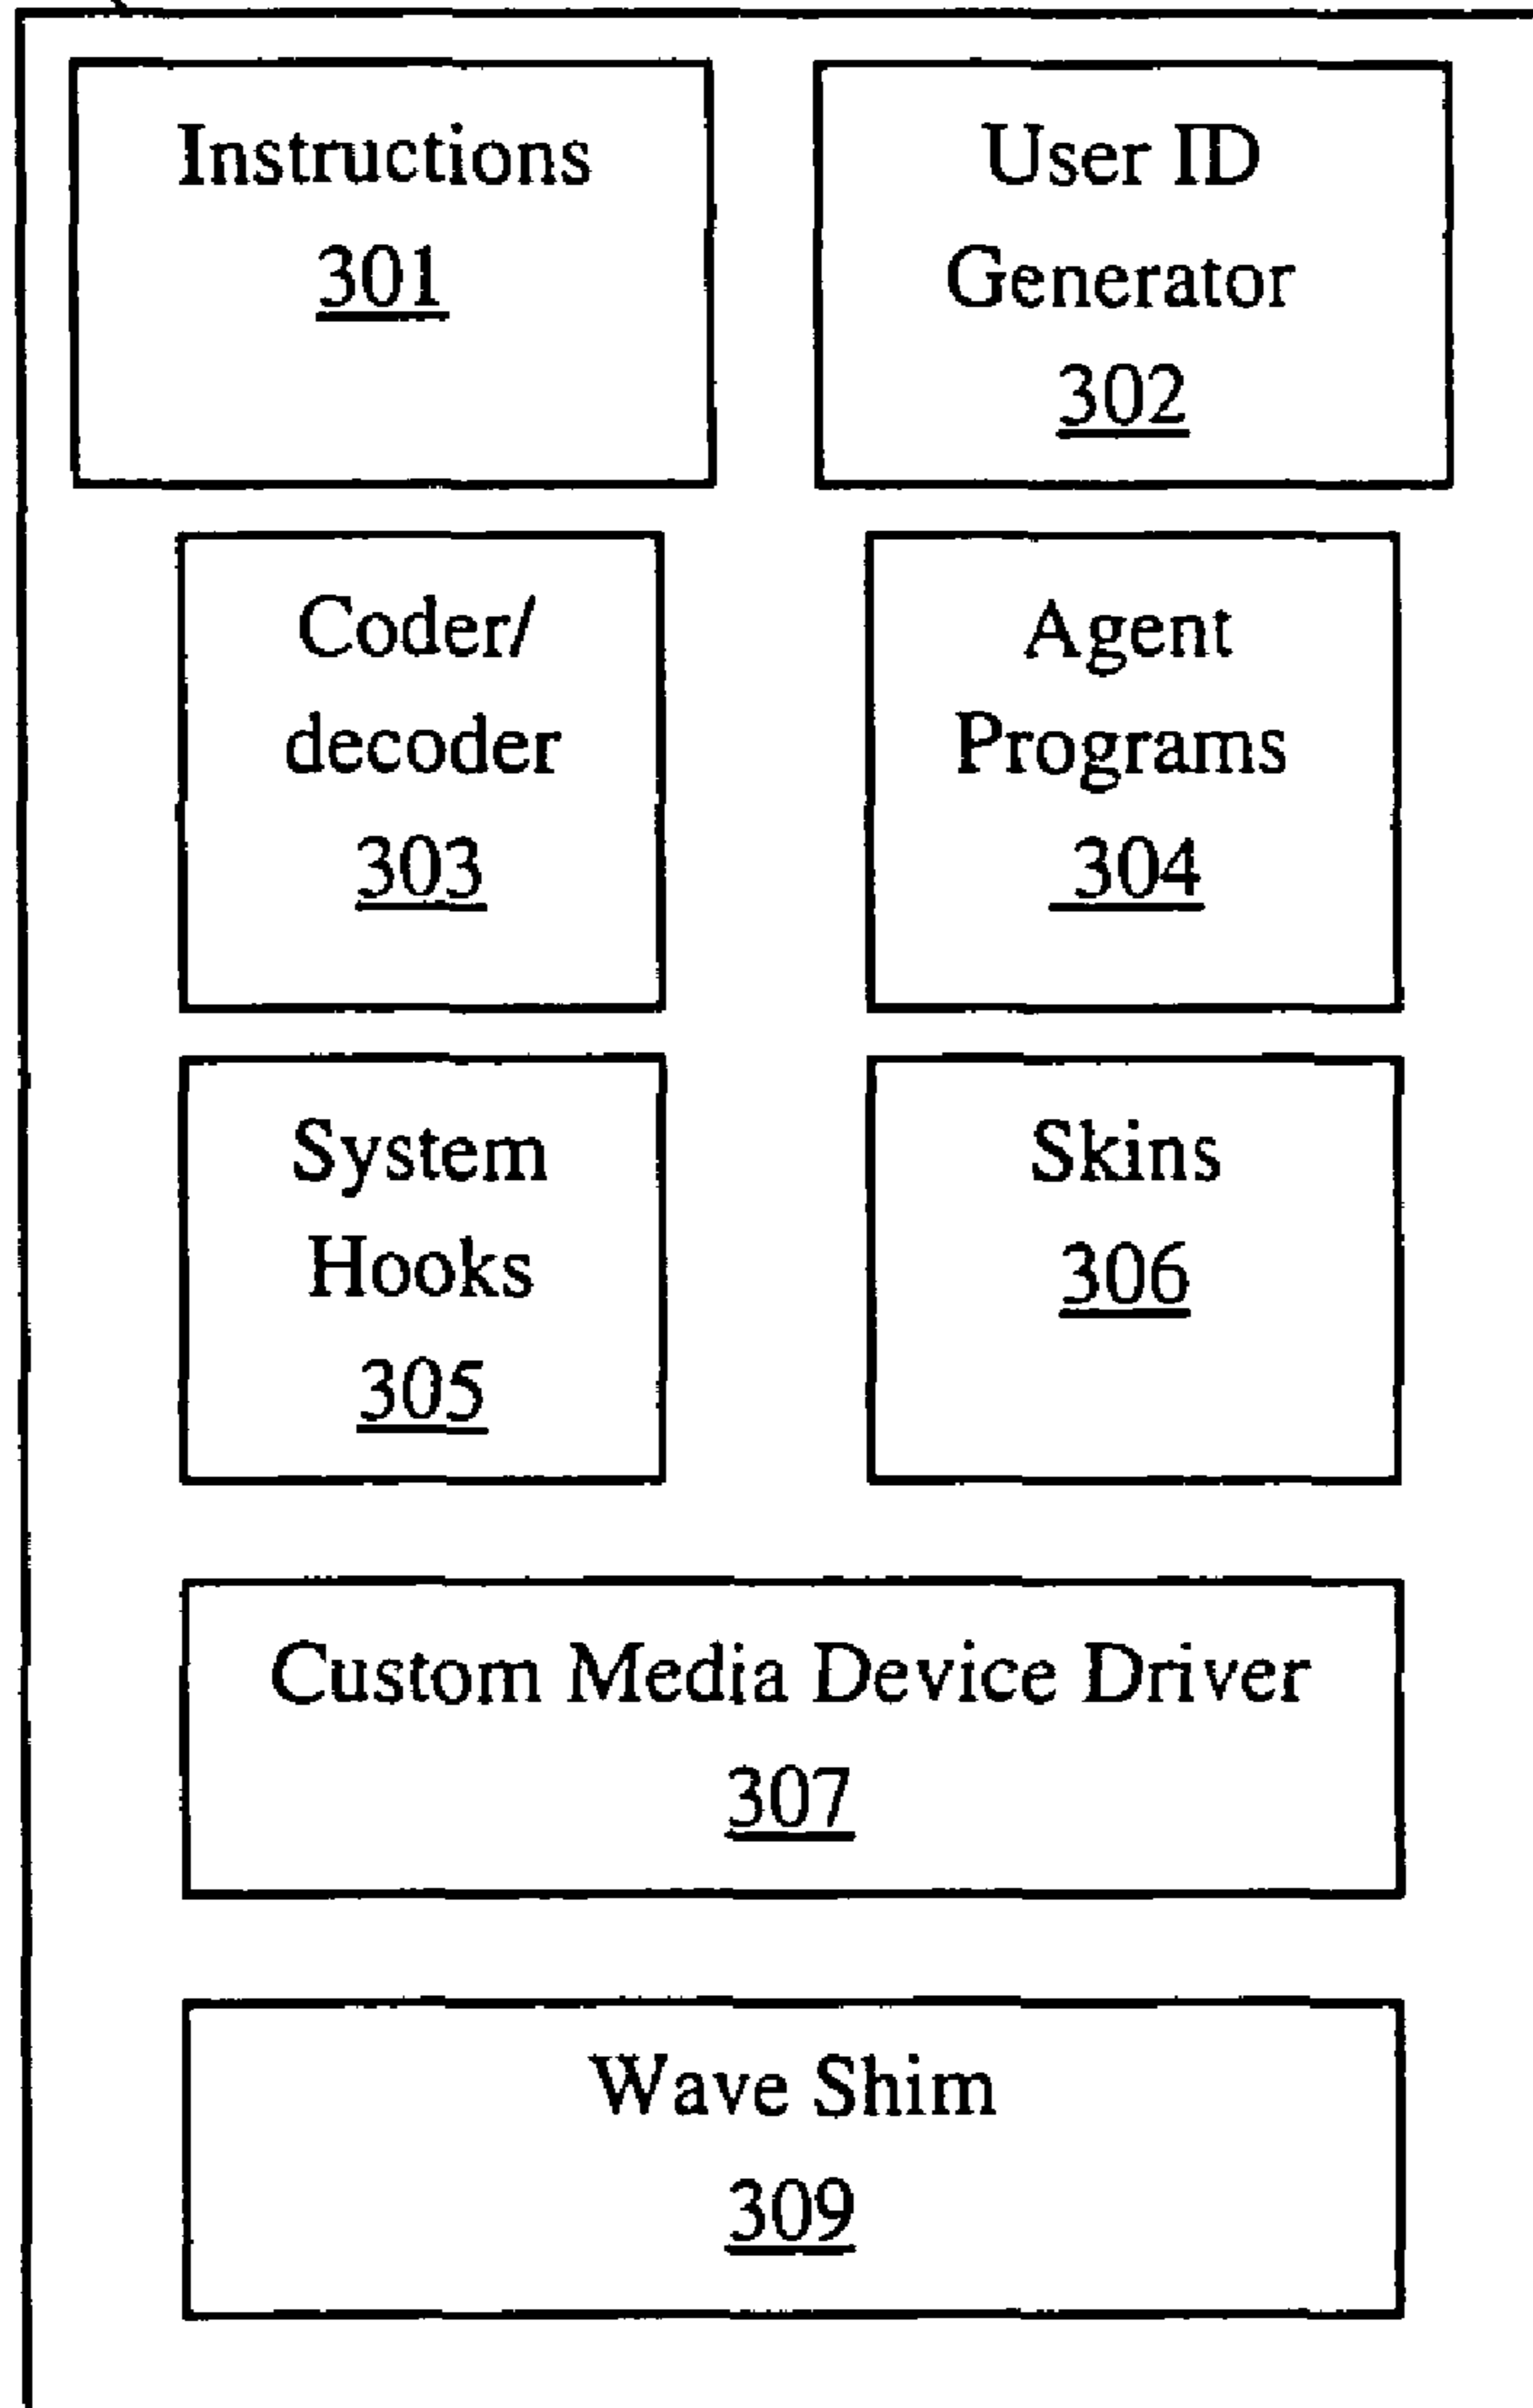 Instructions
301
User ID
Generator
302
Coder/
decoder
303
Agent
Programs
304
System
Hooks
305
Skins
306
Custom Media Device Driver
307
Wave Shim
309